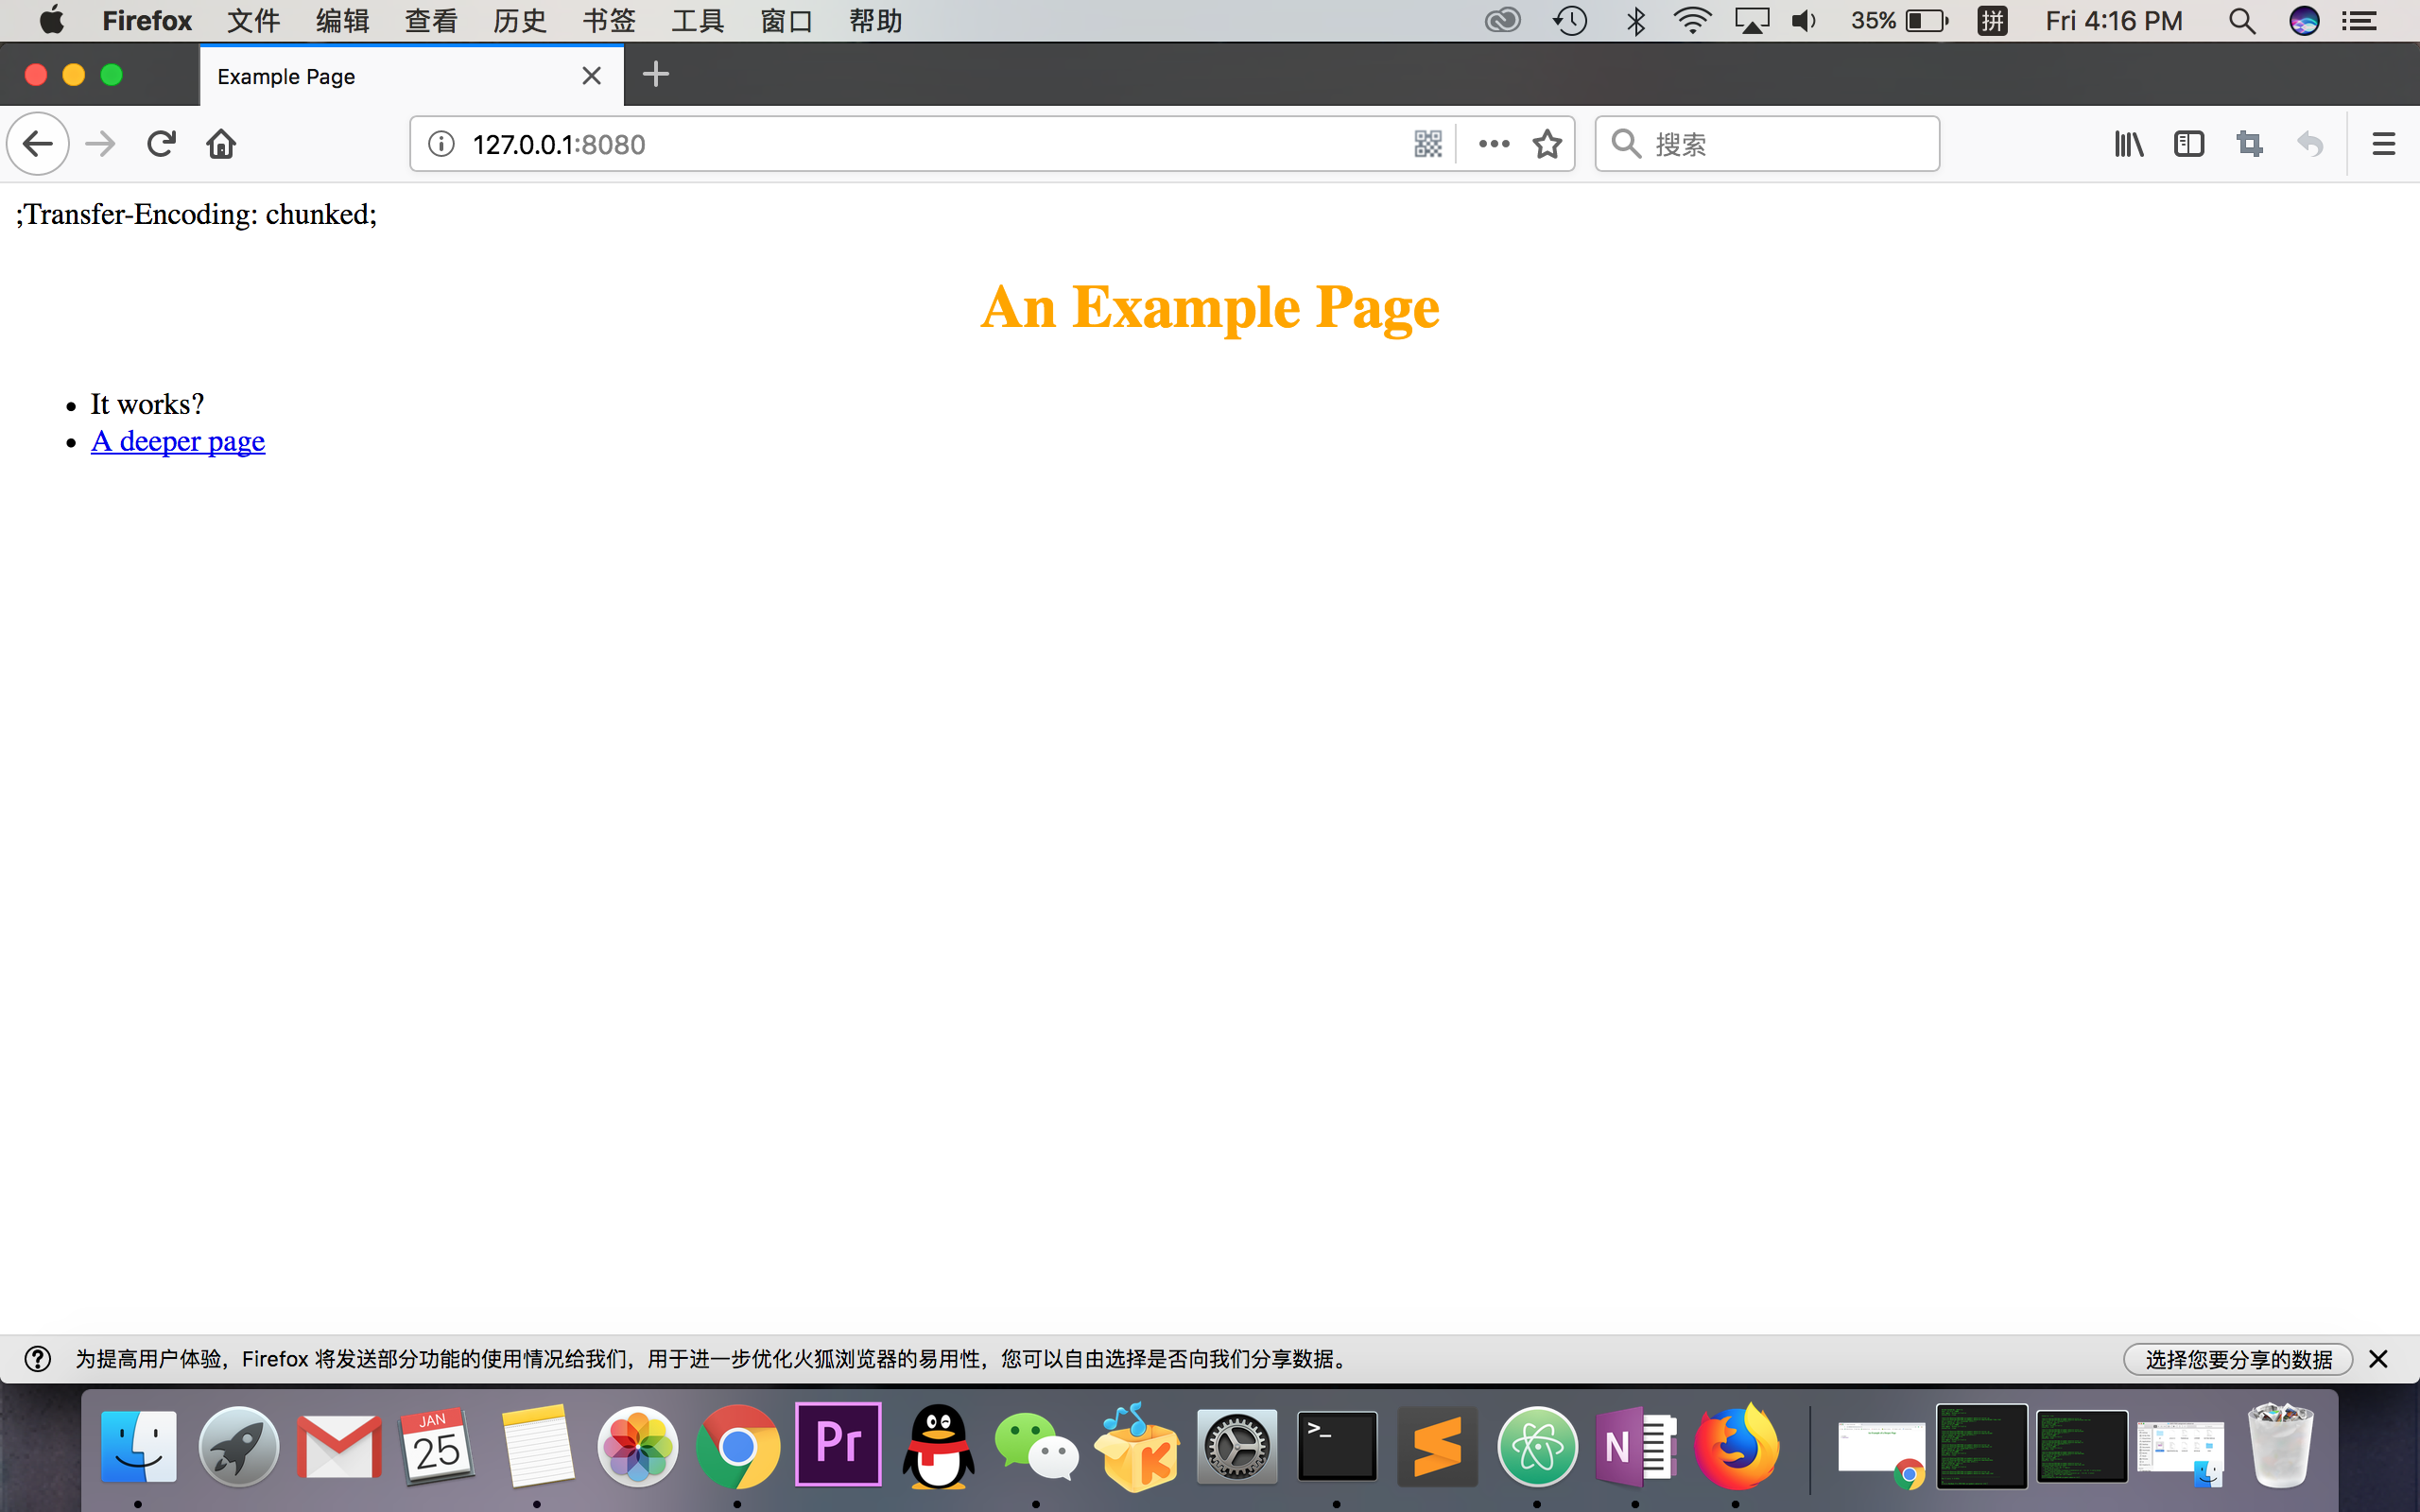 Firefox 文件 编辑 查看 历史 书签 工具 窗口 帮助 35% 拼 Fri 4:16 PM
Example Page
127.0.0.1:8080 搜索
;Transfer-Encoding: chunked;
An Example Page
It works?
A deeper page
为提高用户体验，Firefox 将发送部分功能的使用情况给我们，用于进一步优化火狐浏览器的易用性，您可以自由选择是否向我们分享数据。 选择您要分享的数据
JAN
25
Pr
K
>_
N